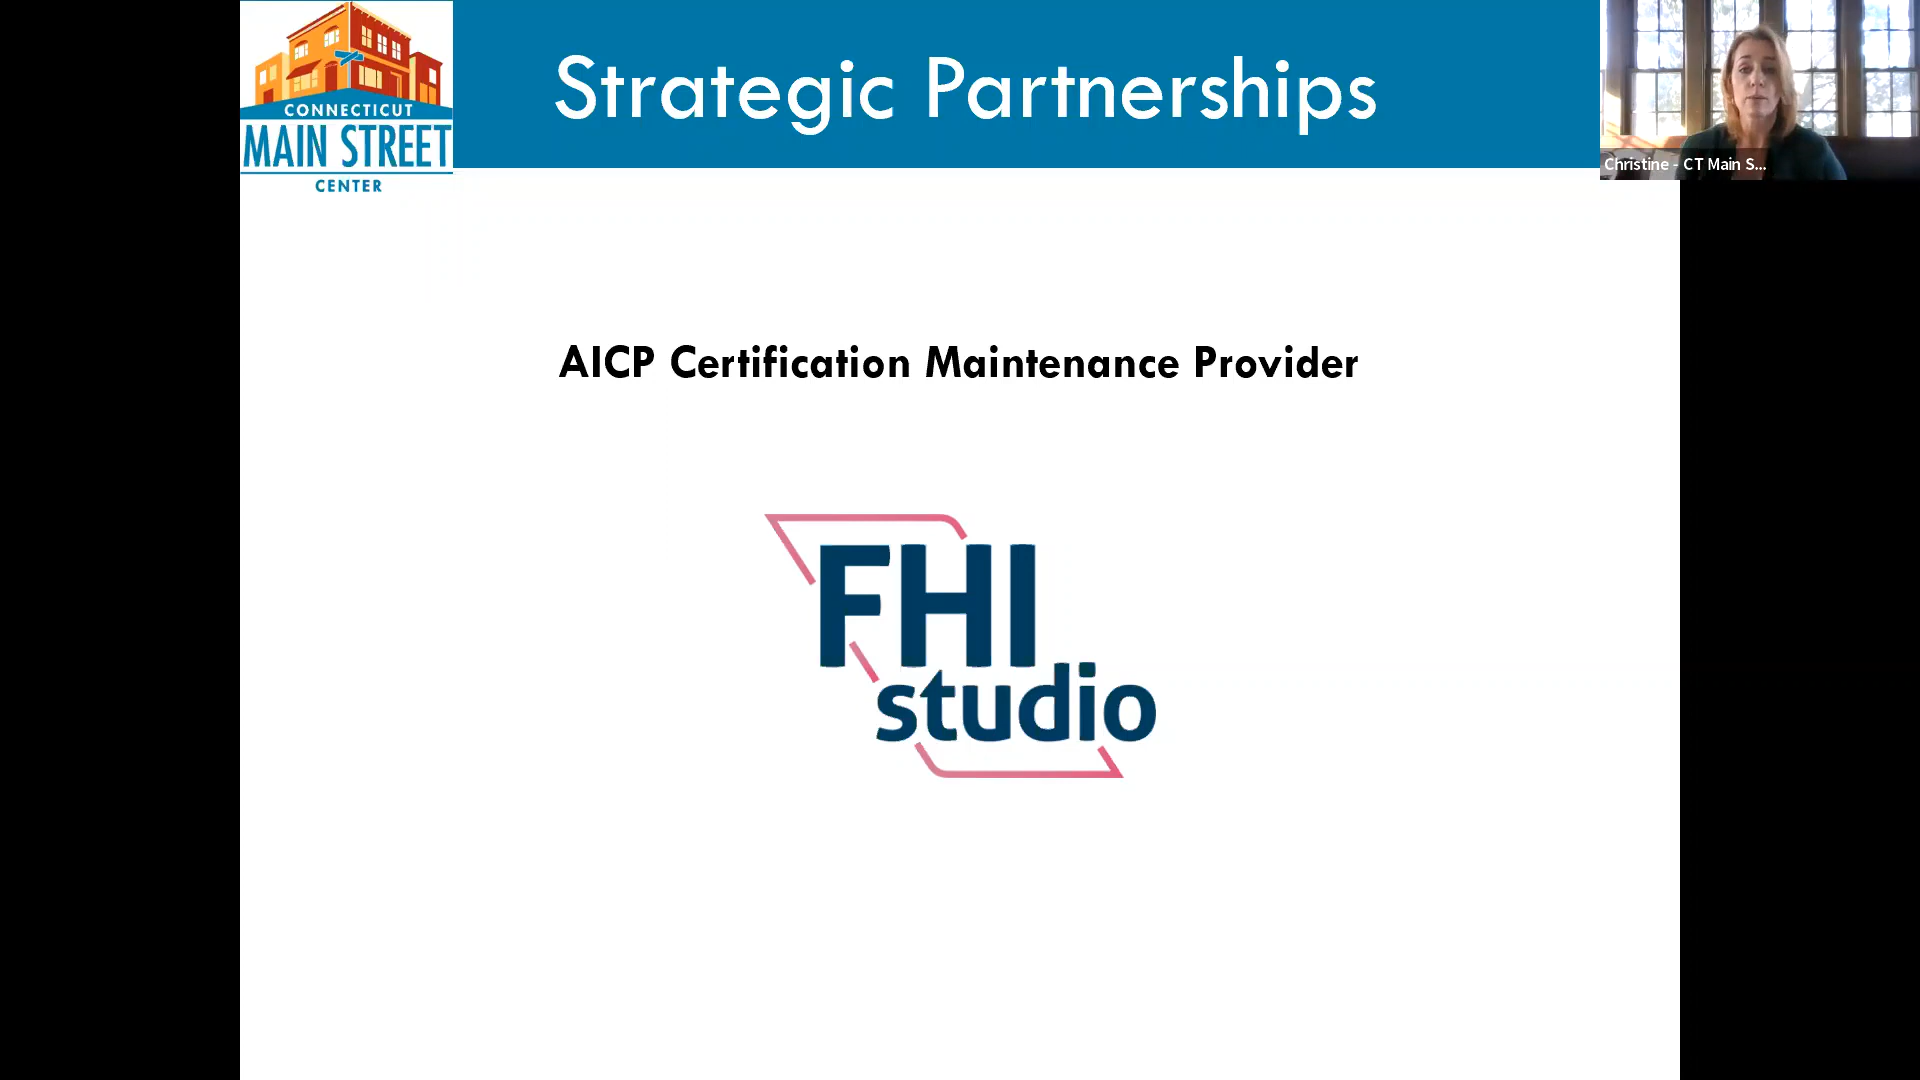 CONNECTICUT
MAIN STREET
CENTER
Strategic Partnerships
Christine - CT Main S...
AICP Certification Maintenance Provider
FHI
studio